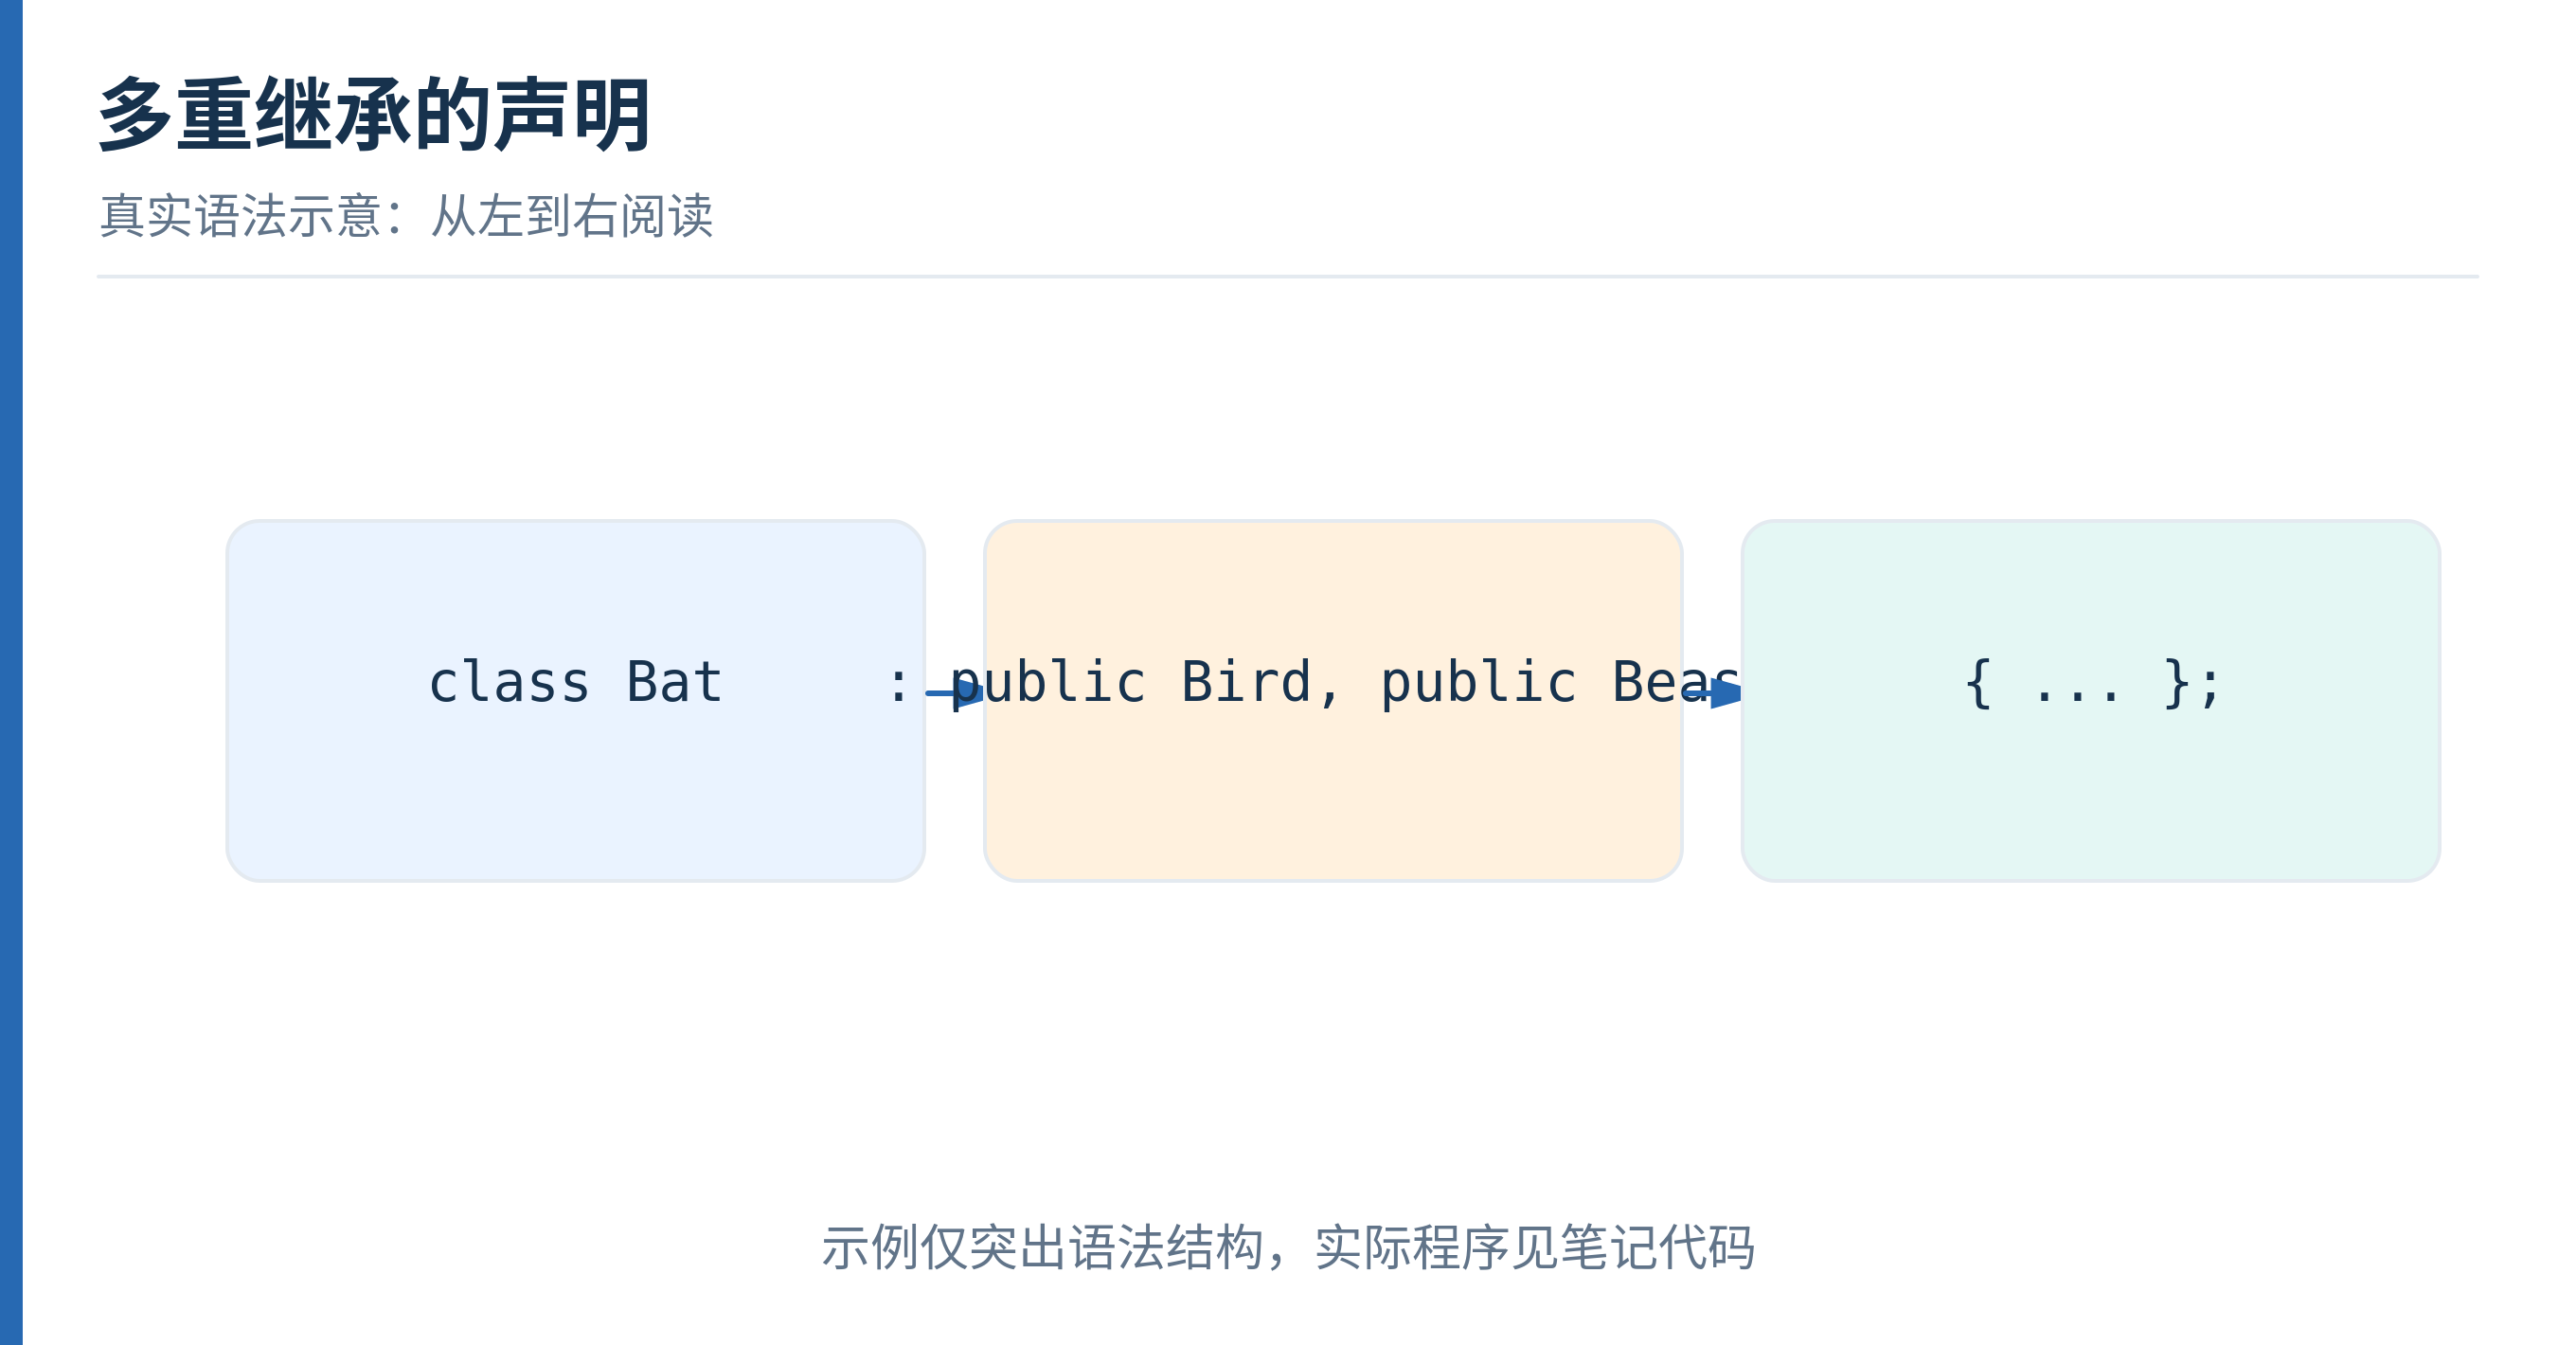 多重继承的声明
真实语法示意：从左到右阅读
class Bat
: public Bird, public Beas
{ ... };
示例仅突出语法结构，实际程序见笔记代码